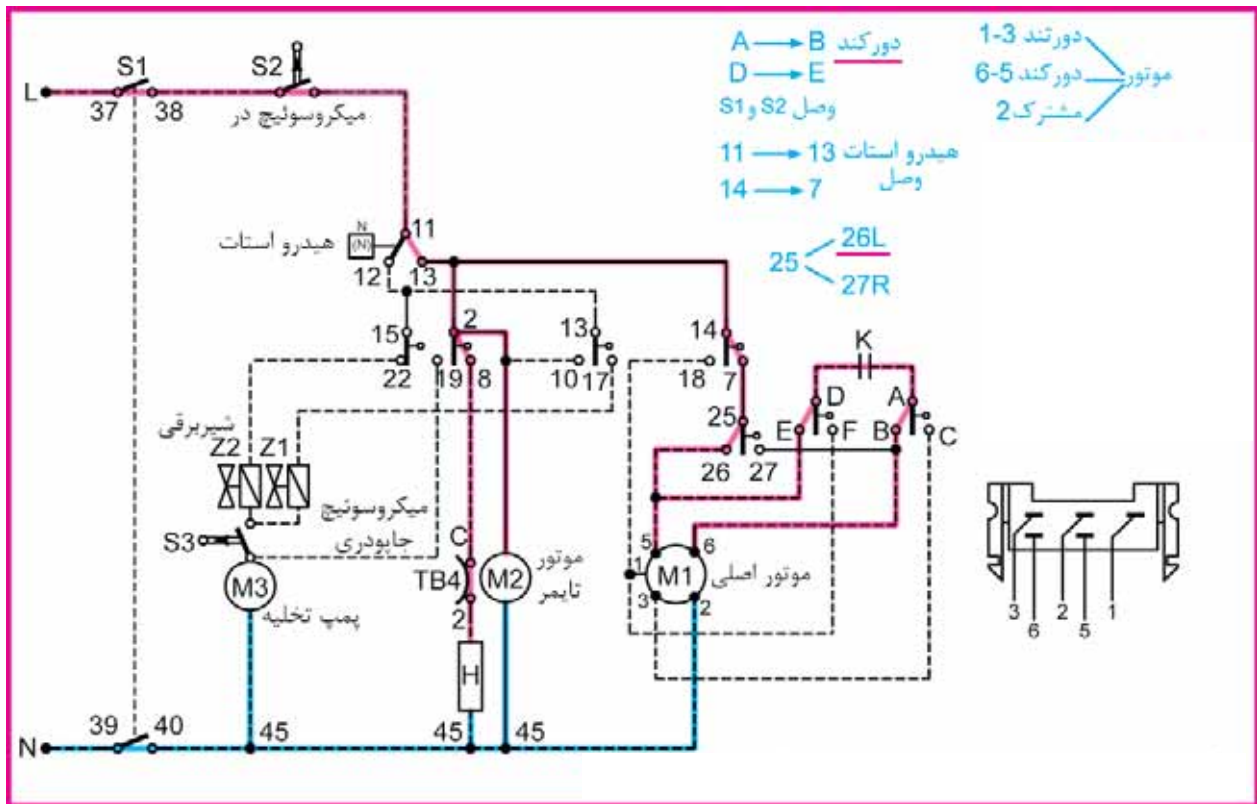 A → B دورکند
D → E
وصل S2 و S1
11 → 13 هیدرو استات
14 → 7 وصل
25 26L
27R
1-3 دورتند
6-5 دورکند
مشترک 2
موتور
L S1 S2
37 38 میکروسوئیچ در
N
(N) هیدرو استات 11
12 13
15 2 13 14 K
22 19 8 10 17 18 7
25 D A
E F B C
26 27
شیربرقی
Z2 Z1
میکروسوئیچ
جاپودری
S3
C
TB4 M2 موتور
تایمر
2
M3
پمپ تخلیه
H
5 6
1 M1 موتور اصلی
3 2
3 6 2 5 1
N 39 40 45 45 45